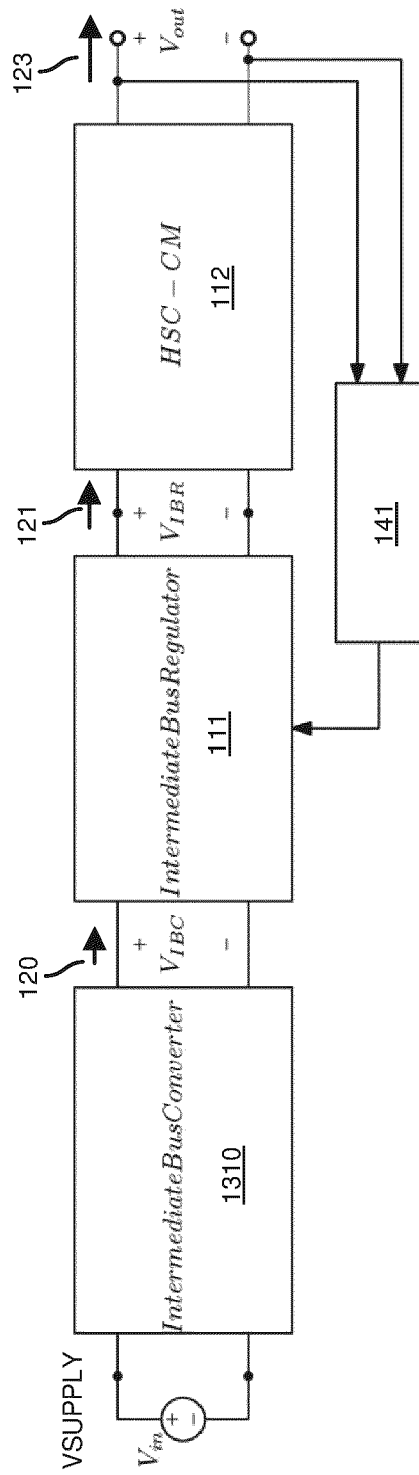 VSUPPLY
V_in
+
−
IntermediateBusConverter
1310
120
+
V_IBC
−
IntermediateBusRegulator
111
121
+
V_IBR
−
HSC − CM
112
123
+
V_out
−
141